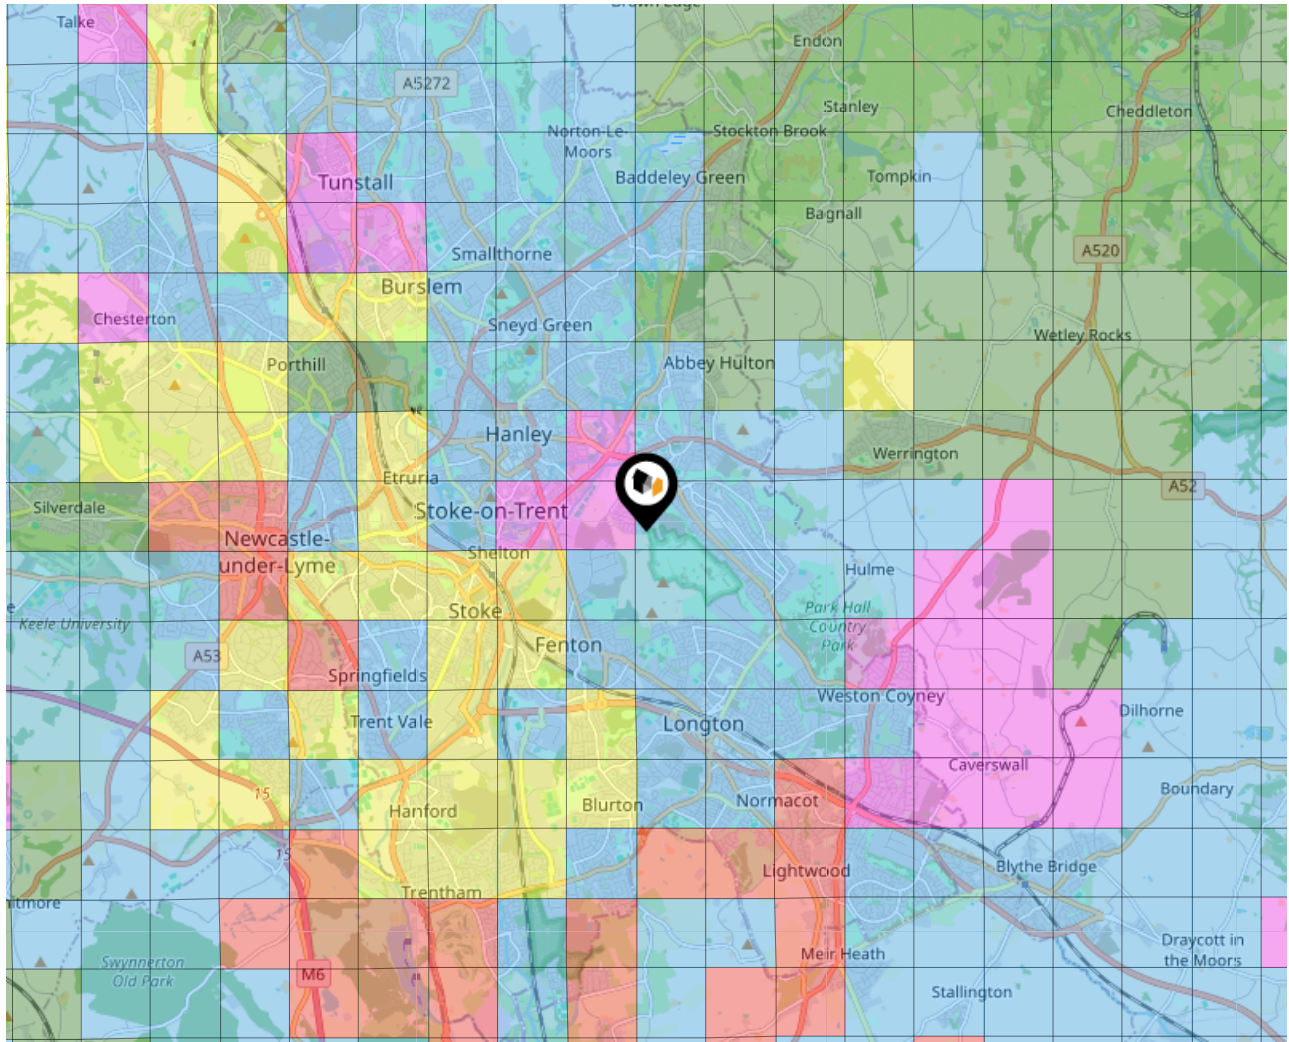 Talke
Brown Edge
Endon
A5272
Stanley
Cheddleton
Norton-Le-
Moors
Stockton Brook
Tunstall
Baddeley Green
Tompkin
Bagnall
Smallthorne
A520
Burslem
Chesterton
Sneyd Green
Wetley Rocks
Porthill
Abbey Hulton
Hanley
Werrington
Etruria
A52
Silverdale
Stoke-on-Trent
Newcastle-
under-Lyme
Shelton
Hulme
Stoke
Park Hall
Country
Park
e
Keele University
Fenton
A53
Springfields
Weston Coyney
Trent Vale
Longton
Dilhorne
Caverswall
15
Hanford
Blurton
Normacot
Boundary
15
Lightwood
Blythe Bridge
Trentham
itmore
Swynnerton
Old Park
Meir Heath
Draycott in
the Moors
M6
Stallington